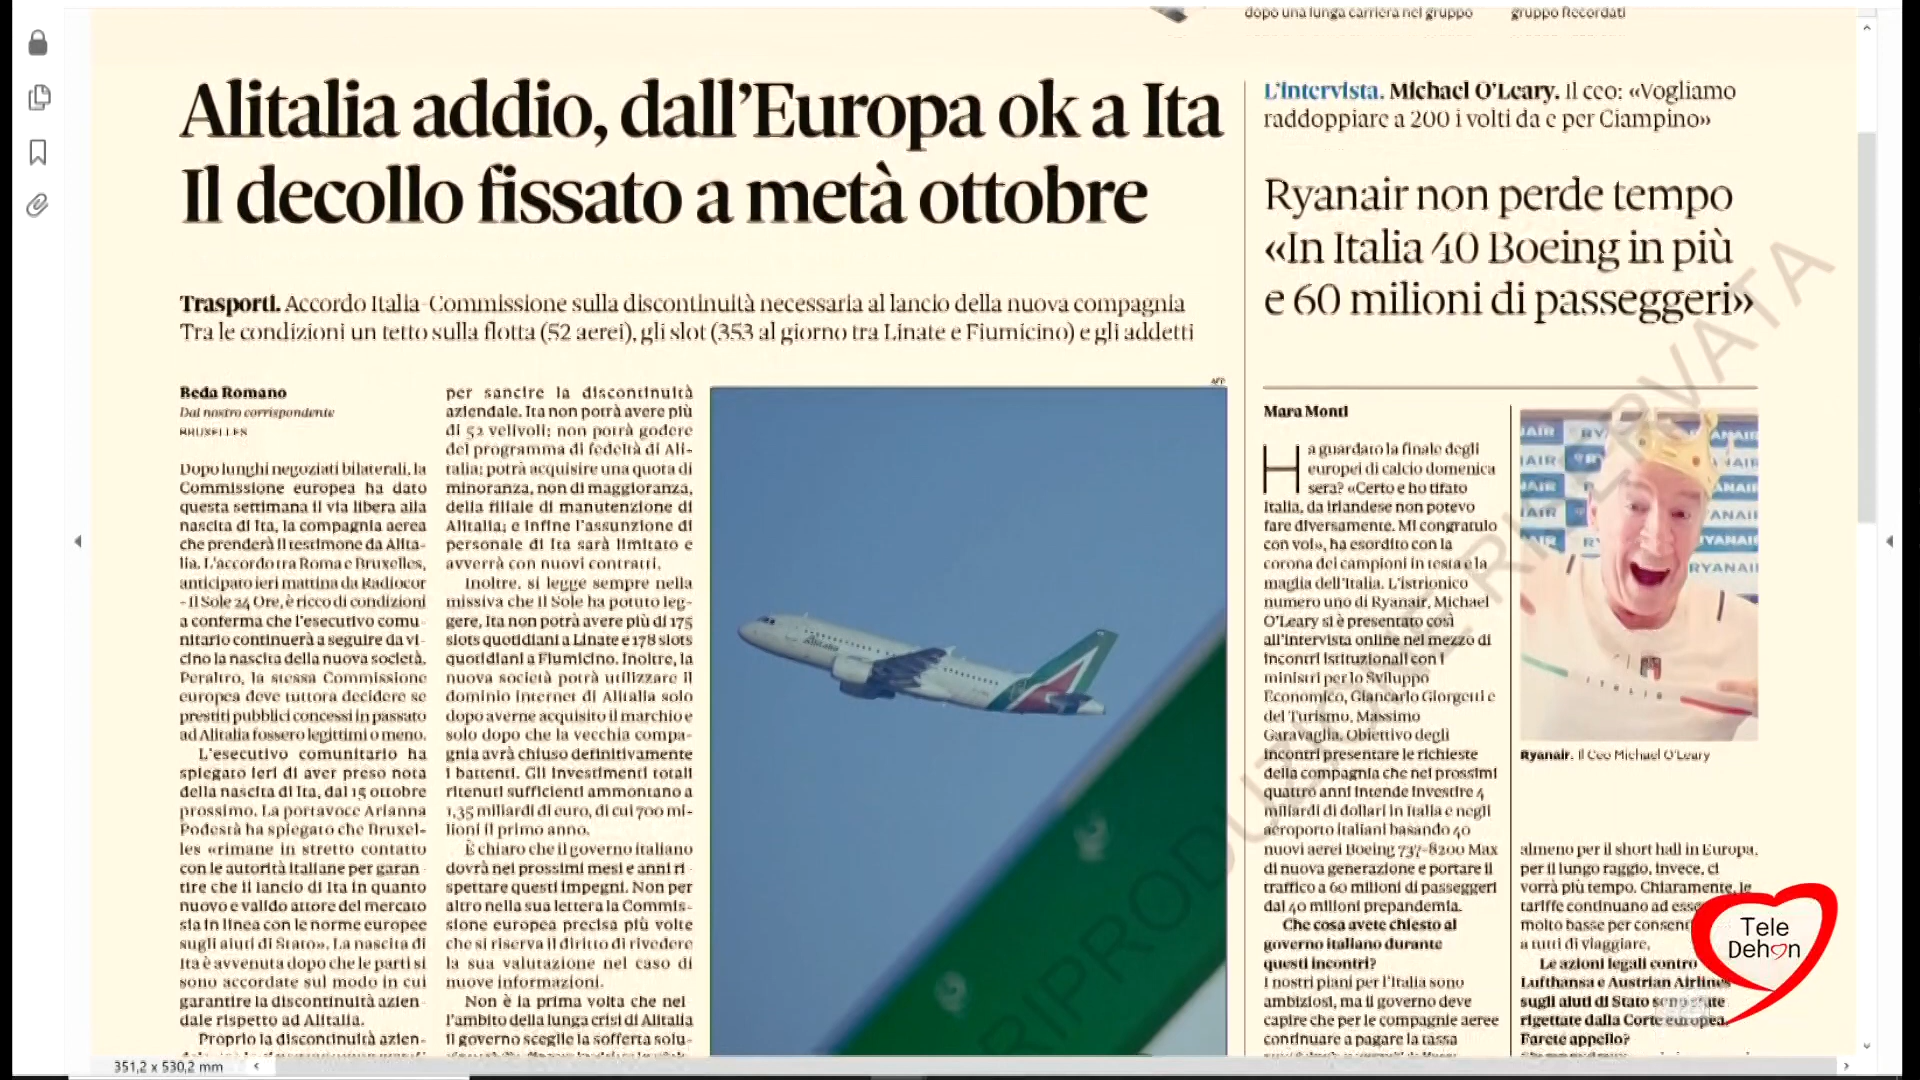 dopo una lunga carriera nel gruppo
gruppo Recordati
Alitalia addio, dall'Europa ok a Ita
Il decollo fissato a metà ottobre
Trasporti. Accordo Italia-Commissione sulla discontinuità necessaria al lancio della nuova compagnia
Tra le condizioni un tetto sulla flotta (52 aerei), gli slot (353 al giorno tra Linate e Fiumicino) e gli addetti
Beda Romano
Dal nostro corrispondente
BRUXELLES
Dopo lunghi negoziati bilaterali, la
Commissione europea ha dato
questa settimana il via libera alla
nascita di Ita, la compagnia aerea
che prenderà il testimone da Alita-
lia. L'accordo tra Roma e Bruxelles,
anticipato ieri mattina da Radiocor
- Il Sole 24 Ore, è ricco di condizioni
a conferma che l'esecutivo comu-
nitario continuerà a seguire da vi-
cino la nascita della nuova società.
Peraltro, la stessa Commissione
europea deve tuttora decidere se
prestiti pubblici concessi in passato
ad Alitalia fossero legittimi o meno.
L'esecutivo comunitario ha
spiegato ieri di aver preso nota
della nascita di Ita, dal 15 ottobre
prossimo. La portavoce Arianna
Podestà ha spiegato che Bruxel-
les «rimane in stretto contatto
con le autorità italiane per garan-
tire che il lancio di Ita in quanto
nuovo e valido attore del mercato
sia in linea con le norme europee
sugli aiuti di Stato». La nascita di
Ita è avvenuta dopo che le parti si
sono accordate sul modo in cui
garantire la discontinuità azien-
dale rispetto ad Alitalia.
Proprio la discontinuità azien-
per sancire la discontinuità
aziendale. Ita non potrà avere più
di 52 velivoli; non potrà godere
del programma di fedeltà di Ali-
talia; potrà acquisire una quota di
minoranza, non di maggioranza,
della filiale di manutenzione di
Alitalia; e infine l'assunzione di
personale di Ita sarà limitato e
avverrà con nuovi contratti.
Inoltre, si legge sempre nella
missiva che Il Sole ha potuto leg-
gere, Ita non potrà avere più di 175
slots quotidiani a Linate e 178 slots
quotidiani a Fiumicino. Inoltre, la
nuova società potrà utilizzare il
dominio internet di Alitalia solo
dopo averne acquisito il marchio e
solo dopo che la vecchia compa-
gnia avrà chiuso definitivamente
i battenti. Gli investimenti totali
ritenuti sufficienti ammontano a
1,35 miliardi di euro, di cui 700 mi-
lioni il primo anno.
È chiaro che il governo italiano
dovrà nei prossimi mesi e anni ri-
spettare questi impegni. Non per
altro nella sua lettera la Commis-
sione europea precisa più volte
che si riserva il diritto di rivedere
la sua valutazione nel caso di
nuove informazioni.
Non è la prima volta che nel-
l'ambito della lunga crisi di Alitalia
il governo sceglie la sofferta solu-
AFP
Alitalia
L'intervista. Michael O'Leary. Il ceo: «Vogliamo
raddoppiare a 200 i volti da e per Ciampino»
Ryanair non perde tempo
«In Italia 40 Boeing in più
e 60 milioni di passeggeri»
Mara Monti
Ha guardato la finale degli
europei di calcio domenica
sera? «Certo e ho tifato
Italia, da irlandese non potevo
fare diversamente. Mi congratulo
con voi», ha esordito con la
corona dei campioni in testa e la
maglia dell'Italia. L'istrionico
numero uno di Ryanair, Michael
O'Leary si è presentato così
all'intervista online nel mezzo di
incontri istituzionali con i
ministri per lo Sviluppo
Economico, Giancarlo Giorgetti e
del Turismo, Massimo
Garavaglia. Obiettivo degli
incontri presentare le richieste
della compagnia che nei prossimi
quattro anni intende investire 4
miliardi di dollari in Italia e negli
aeroporto italiani basando 40
nuovi aerei Boeing 737-8200 Max
di nuova generazione e portare il
traffico a 60 milioni di passeggeri
dai 40 milioni prepandemia.
Che cosa avete chiesto al
governo italiano durante
questi incontri?
I nostri piani per l'Italia sono
ambiziosi, ma il governo deve
capire che per le compagnie aeree
continuare a pagare la tassa
RYANAIR
ITALIA
Ryanair. Il Ceo Michael O'Leary
almeno per il short hall in Europa,
per il lungo raggio, invece, ci
vorrà più tempo. Chiaramente, le
tariffe continuano ad
molto basse per
a tutti di viaggiare.
Le azioni legali contro
Lufthansa e Austrian Airlines
sugli aiuti di Stato sono state
rigettate dalla Corte europea.
Farete appello?
RIPRODUZIONE RISERVATA
Tele
Dehon
351,2 x 530,2 mm